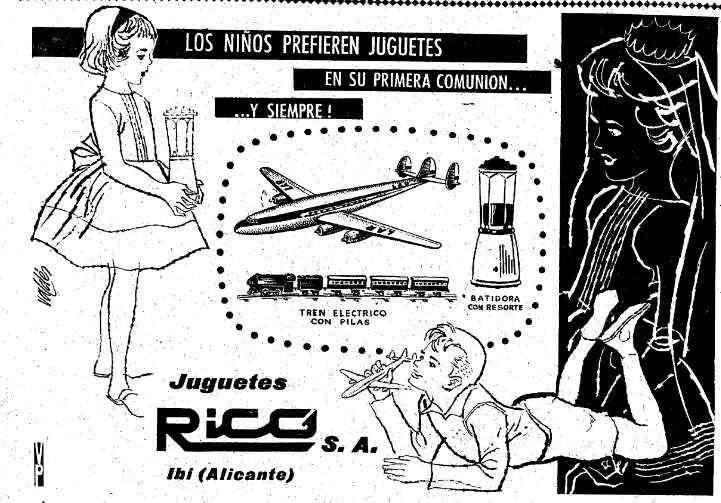 LOS NIÑOS PREFIEREN JUGUETES
EN SU PRIMERA COMUNION...
...Y SIEMPRE!
TREN ELECTRICO
CON PILAS
BATIDORA
CON RESORTE
Juguetes
RiCO S. A.
Ibi (Alicante)
VP